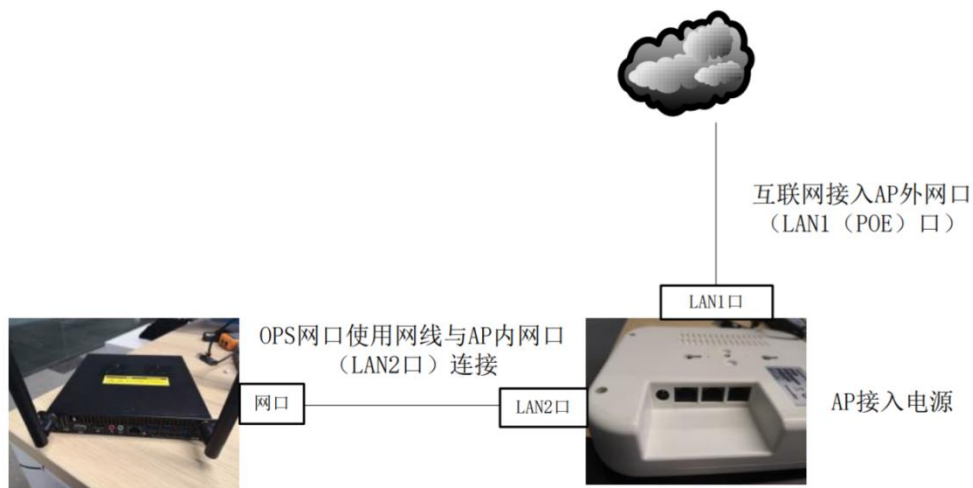 互联网接入AP外网口
（LAN1（POE）口）
LAN1口
OPS网口使用网线与AP内网口
（LAN2口）连接
网口
LAN2口
AP接入电源